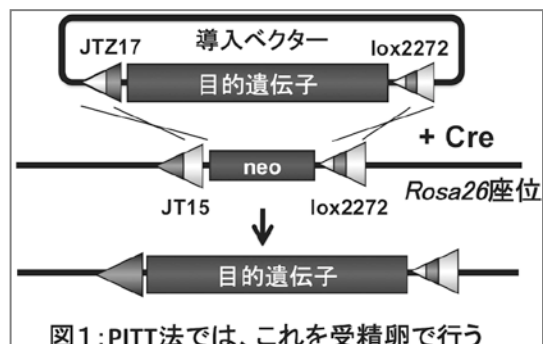 導入ベクター
JTZ17
lox2272
目的遺伝子
+ Cre
neo
Rosa26座位
JT15
lox2272
目的遺伝子
図1:PITT法では、これを受精卵で行う